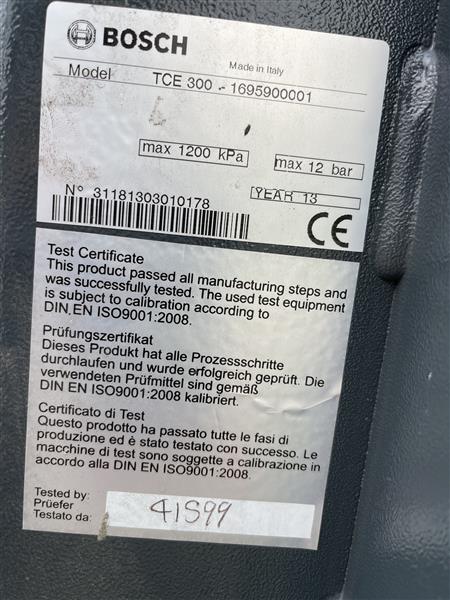 BOSCH
Made in Italy
Model TCE 300 - 1695900001
max 1200 kPa
max 12 bar
N° 31181303010178
YEAR 13
CE
Test Certificate
This product passed all manufacturing steps and
was successfully tested. The used test equipment
is subject to calibration according to
DIN EN ISO9001:2008.
Prüfungszertifikat
Dieses Produkt hat alle Prozessschritte
durchlaufen und wurde erfolgreich geprüft. Die
verwendeten Prüfmittel sind gemäß
DIN EN ISO9001:2008 kalibriert.
Certificato di Test
Questo prodotto ha passato tutte le fasi di
produzione ed è stato testato con successo. Le
macchine di test sono soggette a calibrazione in
accordo alla DIN EN ISO9001:2008.
Tested by:
Prüefer
Testato da:
41S99